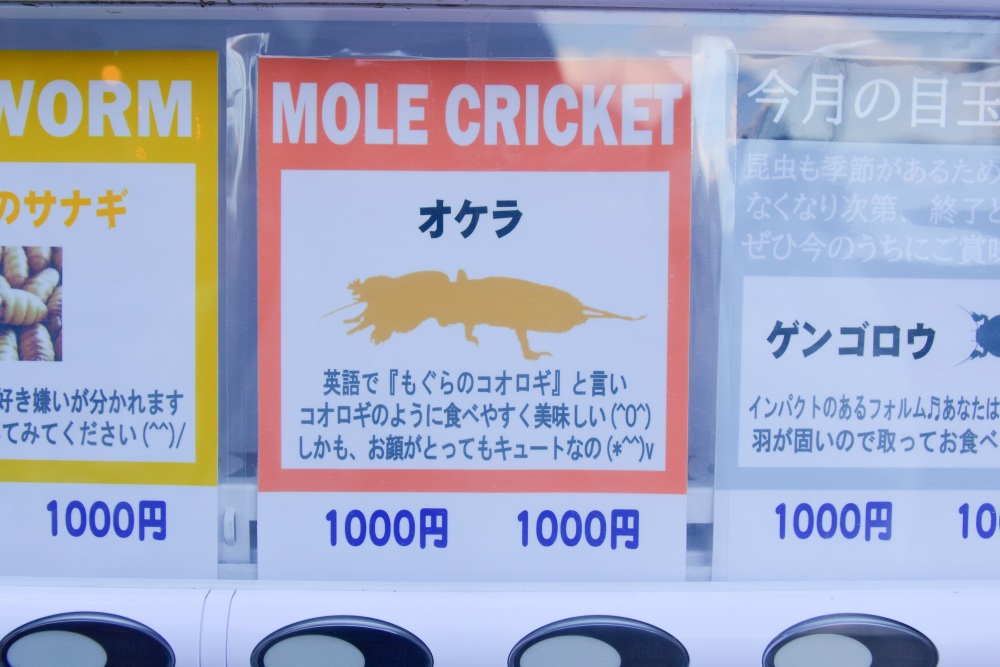 WORM
のサナギ
好き嫌いが分かれます
てみてください(^^)/
1000円
MOLE CRICKET
オケラ
英語で『もぐらのコオロギ』と言い
コオロギのように食べやすく美味しい(^O^)
しかも、お顔がとってもキュートなの(*^^)v
1000円 1000円
今月の目玉
昆虫も季節があるため
なくなり次第、終了と
ぜひ今のうちにご賞味
ゲンゴロウ
インパクトのあるフォルム♬あなたは
羽が固いので取ってお食べ
1000円 100